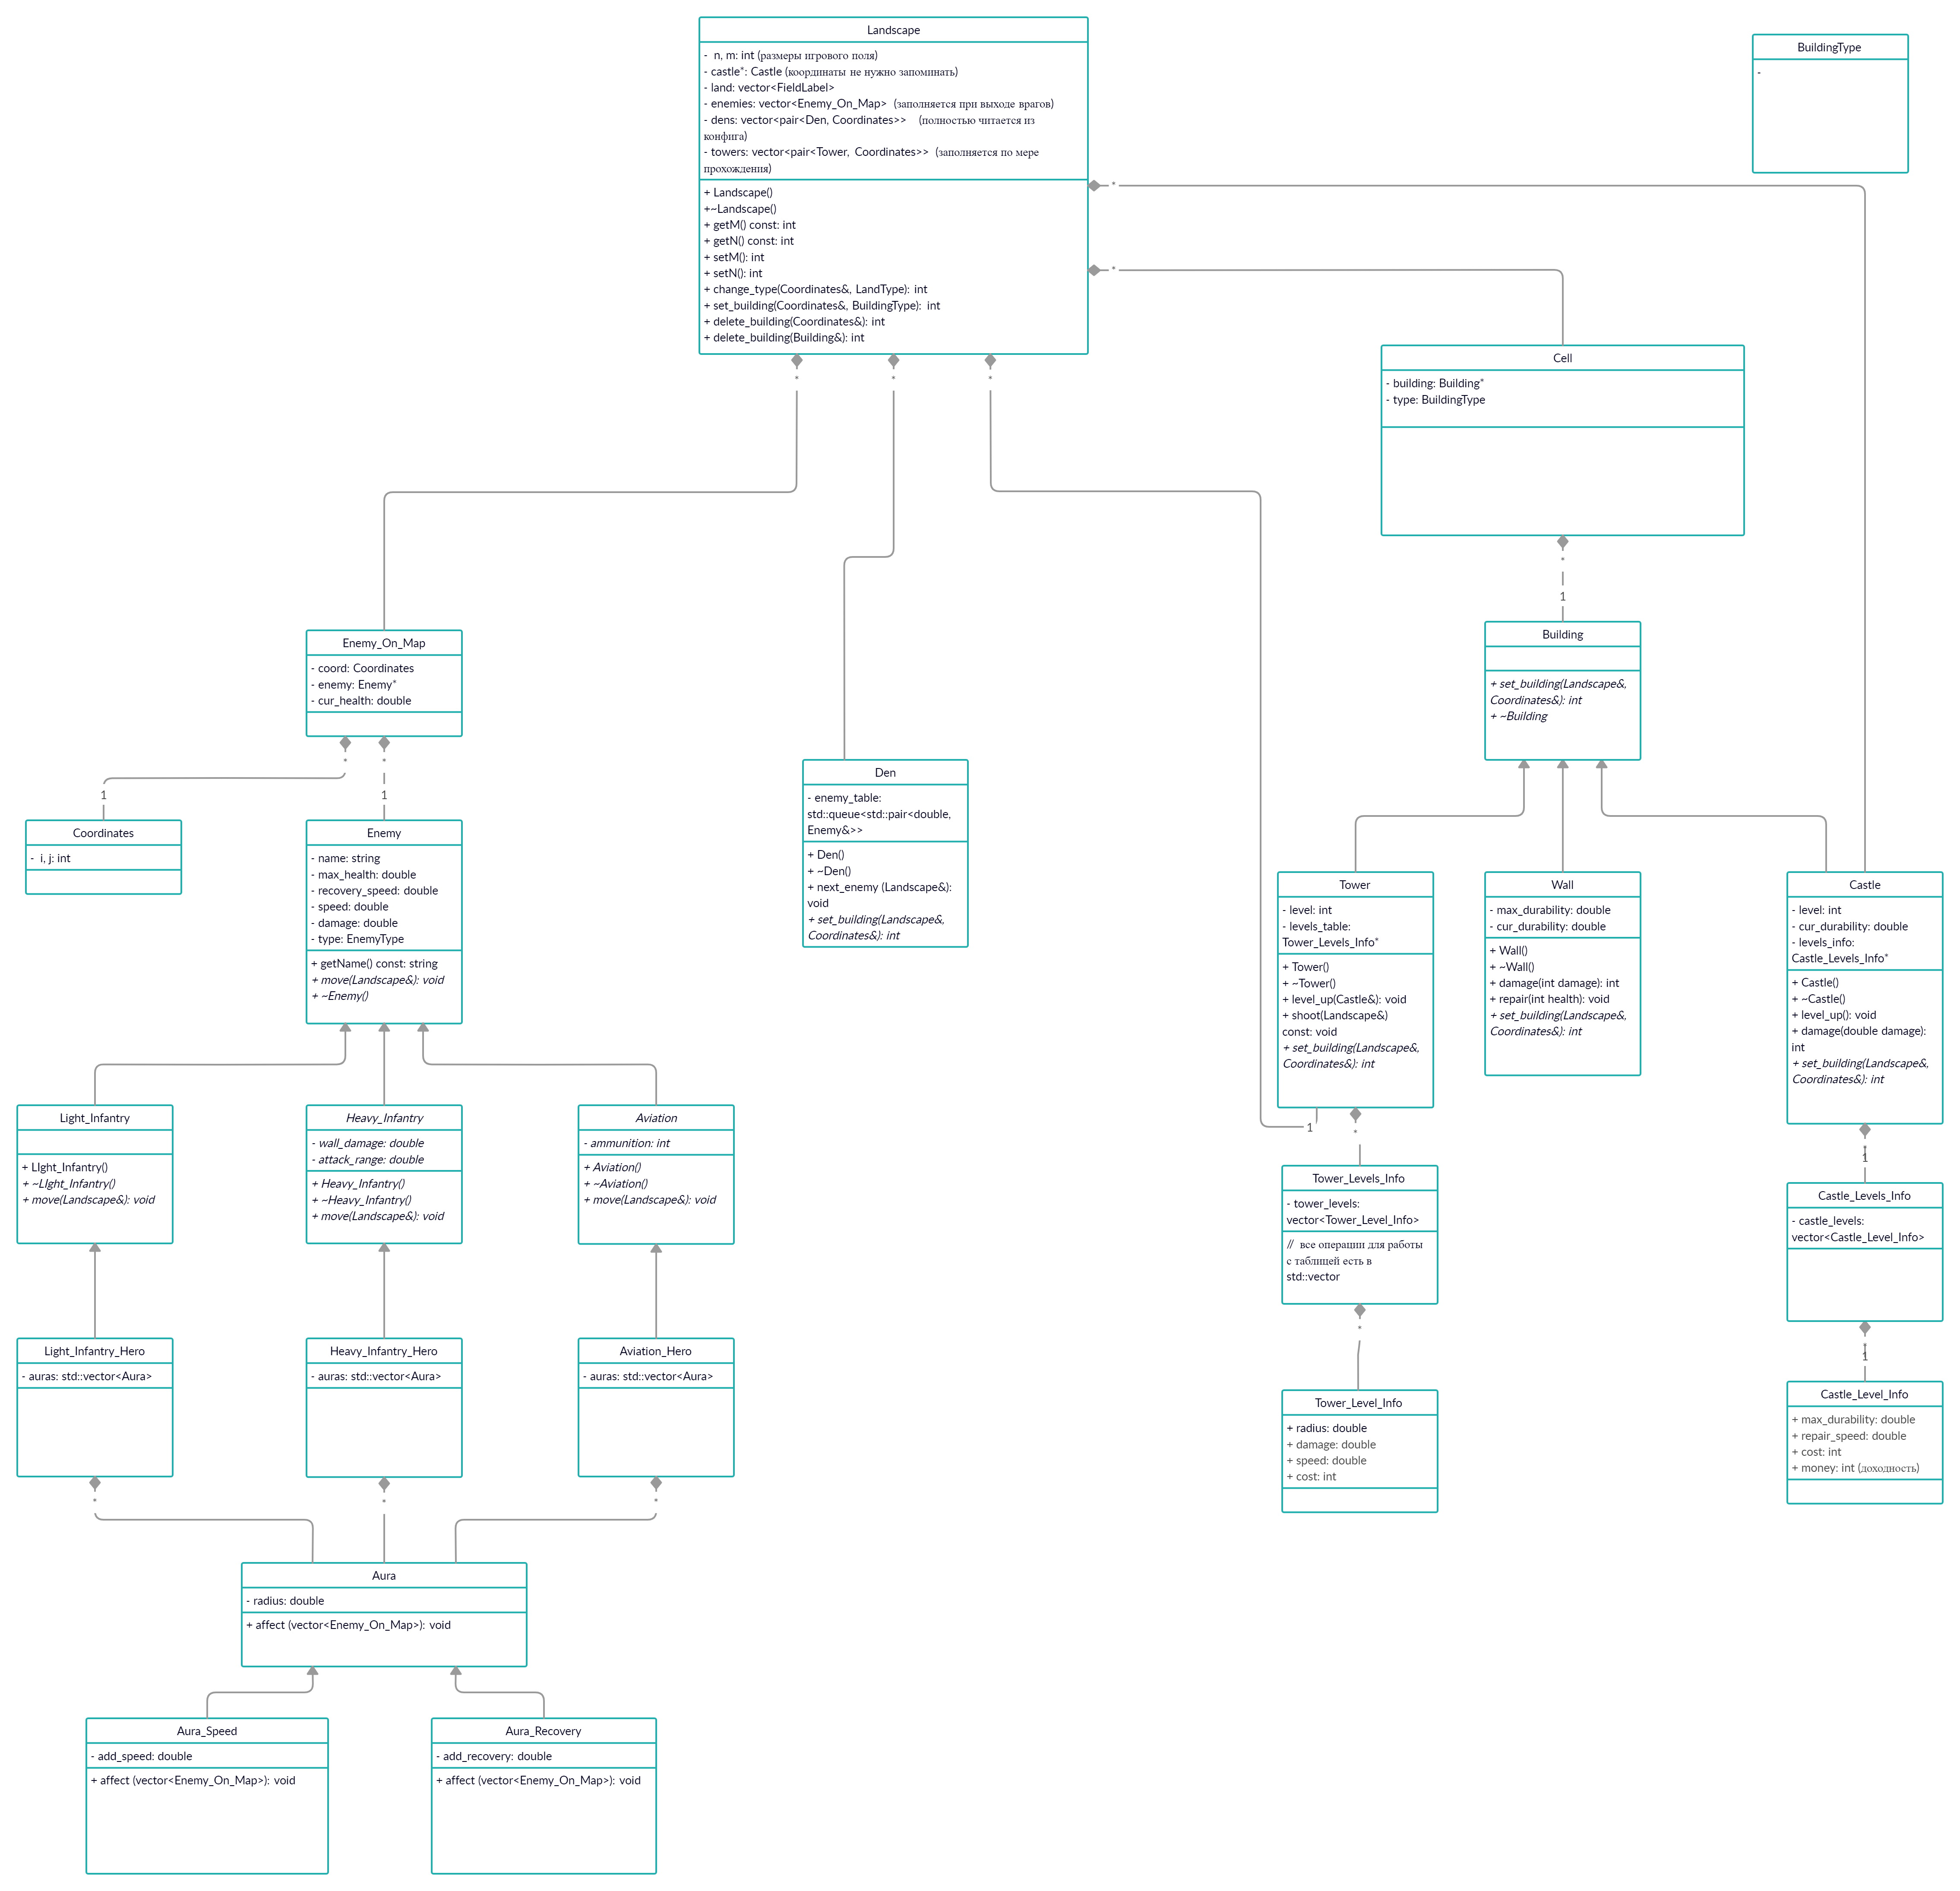 Landscape
- n, m: int (размеры игрового поля)
- castle*: Castle (координаты не нужно запоминать)
- land: vector<FieldLabel>
- enemies: vector<Enemy_On_Map> (заполняется при выходе врагов)
- dens: vector<pair<Den, Coordinates>> (полностью читается из
конфига)
- towers: vector<pair<Tower, Coordinates>> (заполняется по мере
прохождения)
+ Landscape()
+~Landscape()
+ getM() const: int
+ getN() const: int
+ setM(): int
+ setN(): int
+ change_type(Coordinates&, LandType): int
+ set_building(Coordinates&, BuildingType): int
+ delete_building(Coordinates&): int
+ delete_building(Building&): int
BuildingType
-
*
*
*
*
*
Cell
- building: Building*
- type: BuildingType
*
1
Building
+ set_building(Landscape&,
Coordinates&): int
+ ~Building
Enemy_On_Map
- coord: Coordinates
- enemy: Enemy*
- cur_health: double
*
*
1
1
Coordinates
- i, j: int
Enemy
- name: string
- max_health: double
- recovery_speed: double
- speed: double
- damage: double
- type: EnemyType
+ getName() const: string
+ move(Landscape&): void
+ ~Enemy()
Den
- enemy_table:
std::queue<std::pair<double,
Enemy&>>
+ Den()
+ ~Den()
+ next_enemy (Landscape&):
void
+ set_building(Landscape&,
Coordinates&): int
Tower
- level: int
- levels_table:
Tower_Levels_Info*
+ Tower()
+ ~Tower()
+ level_up(Castle&): void
+ shoot(Landscape&)
const: void
+ set_building(Landscape&,
Coordinates&): int
Wall
- max_durability: double
- cur_durability: double
+ Wall()
+ ~Wall()
+ damage(int damage): int
+ repair(int health): void
+ set_building(Landscape&,
Coordinates&): int
Castle
- level: int
- cur_durability: double
- levels_info:
Castle_Levels_Info*
+ Castle()
+ ~Castle()
+ level_up(): void
+ damage(double damage):
int
+ set_building(Landscape&,
Coordinates&): int
1
*
*
1
Light_Infantry
+ LIght_Infantry()
+ ~LIght_Infantry()
+ move(Landscape&): void
Heavy_Infantry
- wall_damage: double
- attack_range: double
+ Heavy_Infantry()
+ ~Heavy_Infantry()
+ move(Landscape&): void
Aviation
- ammunition: int
+ Aviation()
+ ~Aviation()
+ move(Landscape&): void
Tower_Levels_Info
- tower_levels:
vector<Tower_Level_Info>
// все операции для работы
с таблицей есть в
std::vector
Castle_Levels_Info
- castle_levels:
vector<Castle_Level_Info>
*
*
1
Light_Infantry_Hero
- auras: std::vector<Aura>
Heavy_Infantry_Hero
- auras: std::vector<Aura>
Aviation_Hero
- auras: std::vector<Aura>
Tower_Level_Info
+ radius: double
+ damage: double
+ speed: double
+ cost: int
Castle_Level_Info
+ max_durability: double
+ repair_speed: double
+ cost: int
+ money: int (доходность)
*
*
*
Aura
- radius: double
+ affect (vector<Enemy_On_Map>): void
Aura_Speed
- add_speed: double
+ affect (vector<Enemy_On_Map>): void
Aura_Recovery
- add_recovery: double
+ affect (vector<Enemy_On_Map>): void